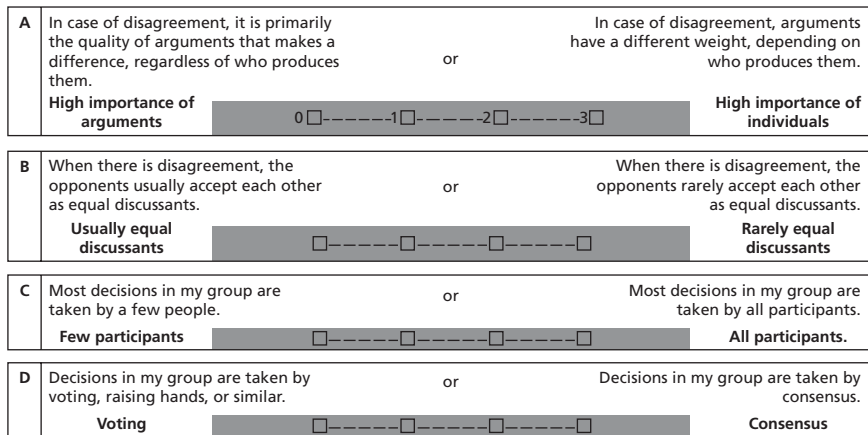 A
In case of disagreement, it is primarily
the quality of arguments that makes a
difference, regardless of who produces
them.
or
In case of disagreement, arguments
have a different weight, depending on
who produces them.
High importance of
arguments
0 □------1□------2□------3□
High importance of
individuals
B
When there is disagreement, the
opponents usually accept each other
as equal discussants.
or
When there is disagreement, the
opponents rarely accept each other
as equal discussants.
Usually equal
discussants
Rarely equal
discussants
C
Most decisions in my group are
taken by a few people.
or
Most decisions in my group are
taken by all participants.
Few participants
All participants.
D
Decisions in my group are taken by
voting, raising hands, or similar.
or
Decisions in my group are taken by
consensus.
Voting
Consensus